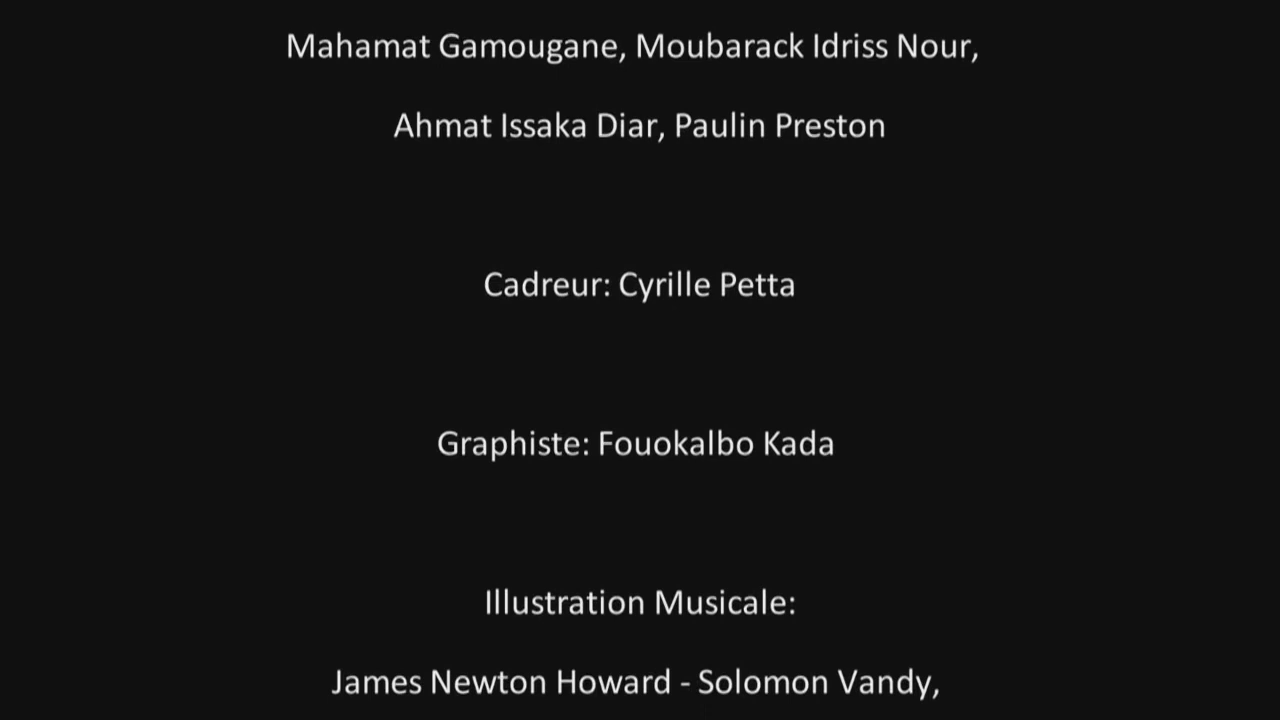 Mahamat Gamougane, Moubarack Idriss Nour,
Ahmat Issaka Diar, Paulin Preston
Cadreur: Cyrille Petta
Graphiste: Fouokalbo Kada
Illustration Musicale:
James Newton Howard - Solomon Vandy,